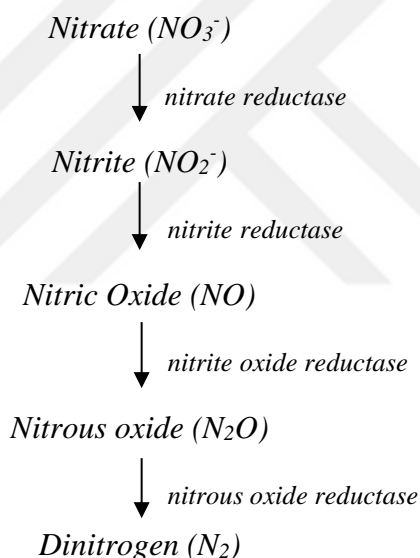 Nitrate (NO₃⁻)
nitrate reductase
Nitrite (NO₂⁻)
nitrite reductase
Nitric Oxide (NO)
nitrite oxide reductase
Nitrous oxide (N₂O)
nitrous oxide reductase
Dinitrogen (N₂)